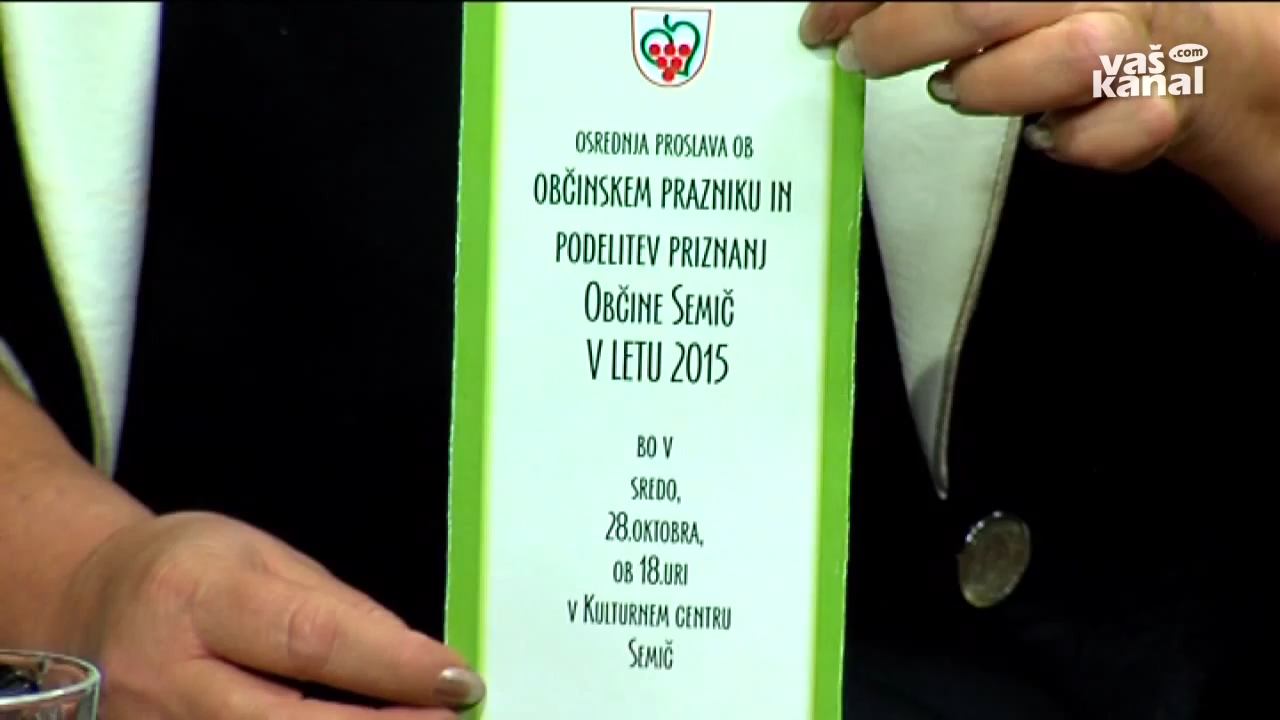 vaš .com
kanal
OSREDNJA PROSLAVA OB
OBČINSKEM PRAZNIKU IN
PODELITEV PRIZNANJ
OBČINE SEMIČ
V LETU 2015
BO V
SREDO,
28.OKTOBRA,
OB 18.URI
V KULTURNEM CENTRU
SEMIČ